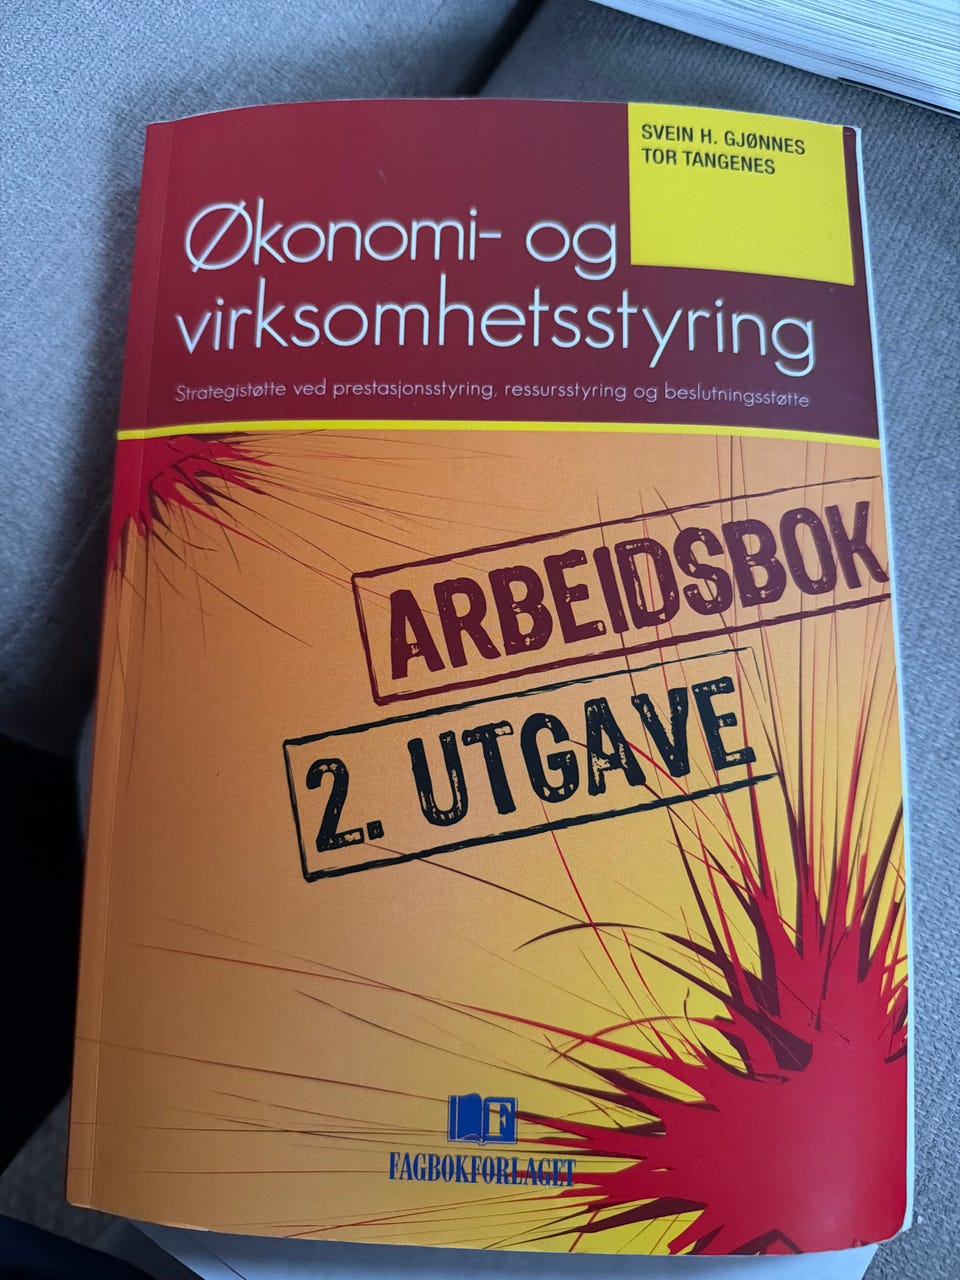 SVEIN H. GJØNNES
TOR TANGENES
Økonomi- og
virksomhetsstyring
Strategistøtte ved prestasjonsstyring, ressursstyring og beslutningsstøtte
ARBEIDSBOK
2. UTGAVE
F
FAGBOKFORLAGET